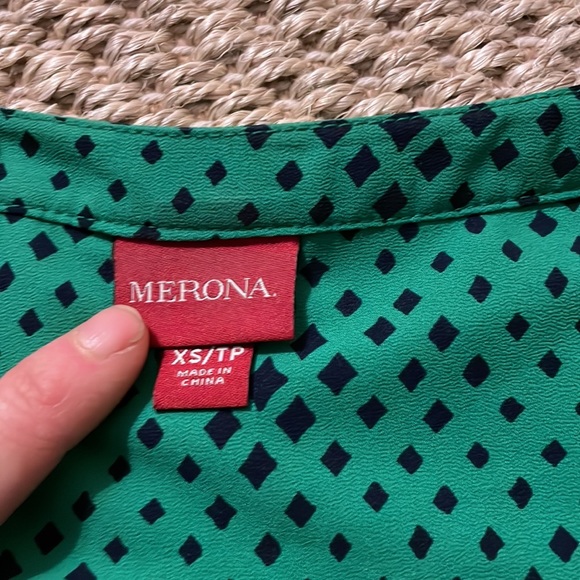 MERONA.
XS/TP
MADE IN
CHINA